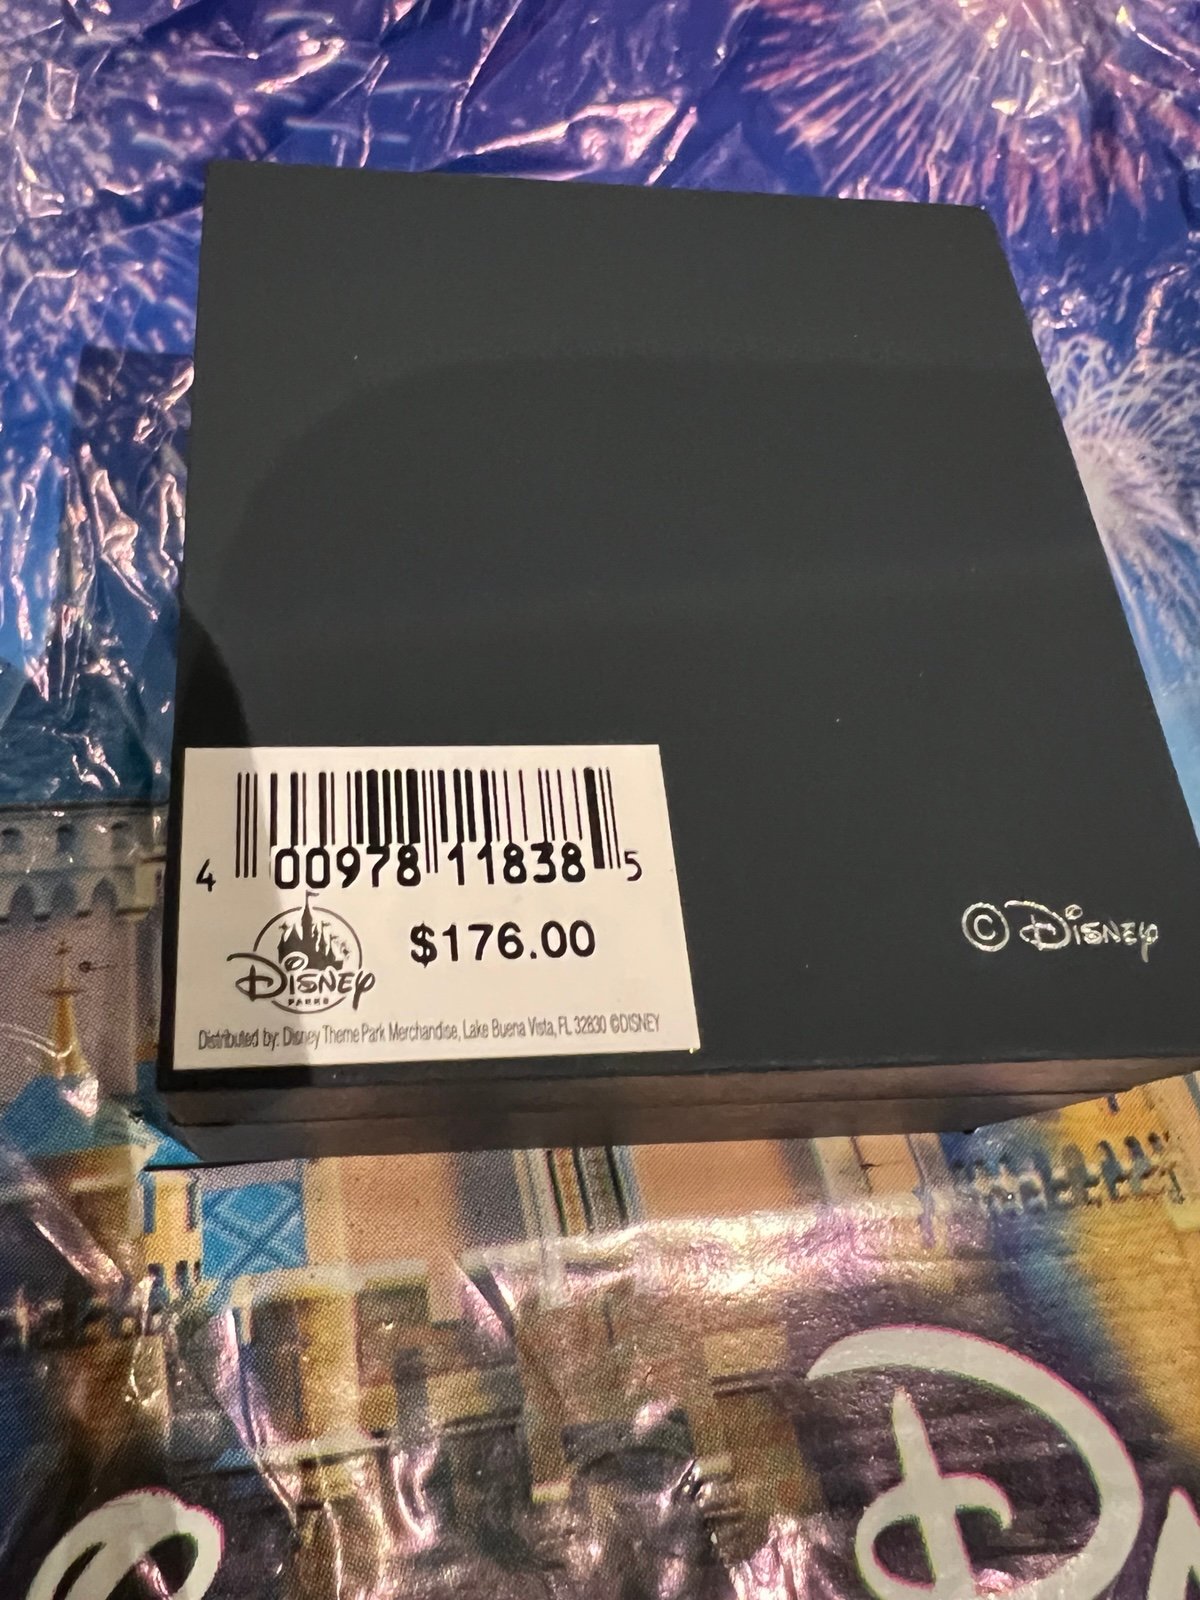 4 00978 11838 5
$176.00
Disney
PARKS
Distributed by: Disney Theme Park Merchandise, Lake Buena Vista, FL 32830 ©DISNEY
© Disney